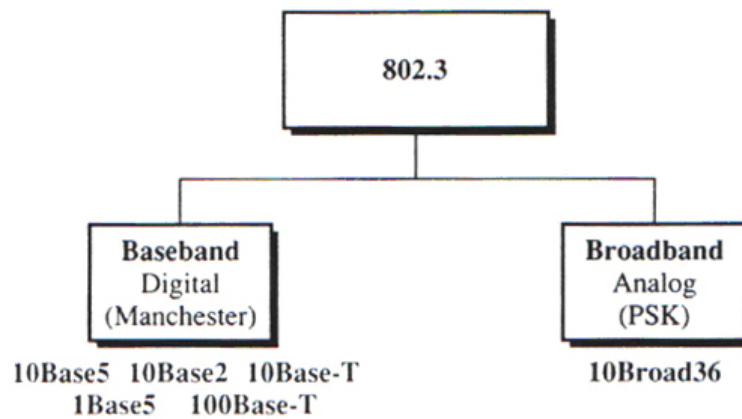 802.3
Baseband
Digital
(Manchester)
Broadband
Analog
(PSK)
10Base5 10Base2 10Base-T
1Base5 100Base-T
10Broad36